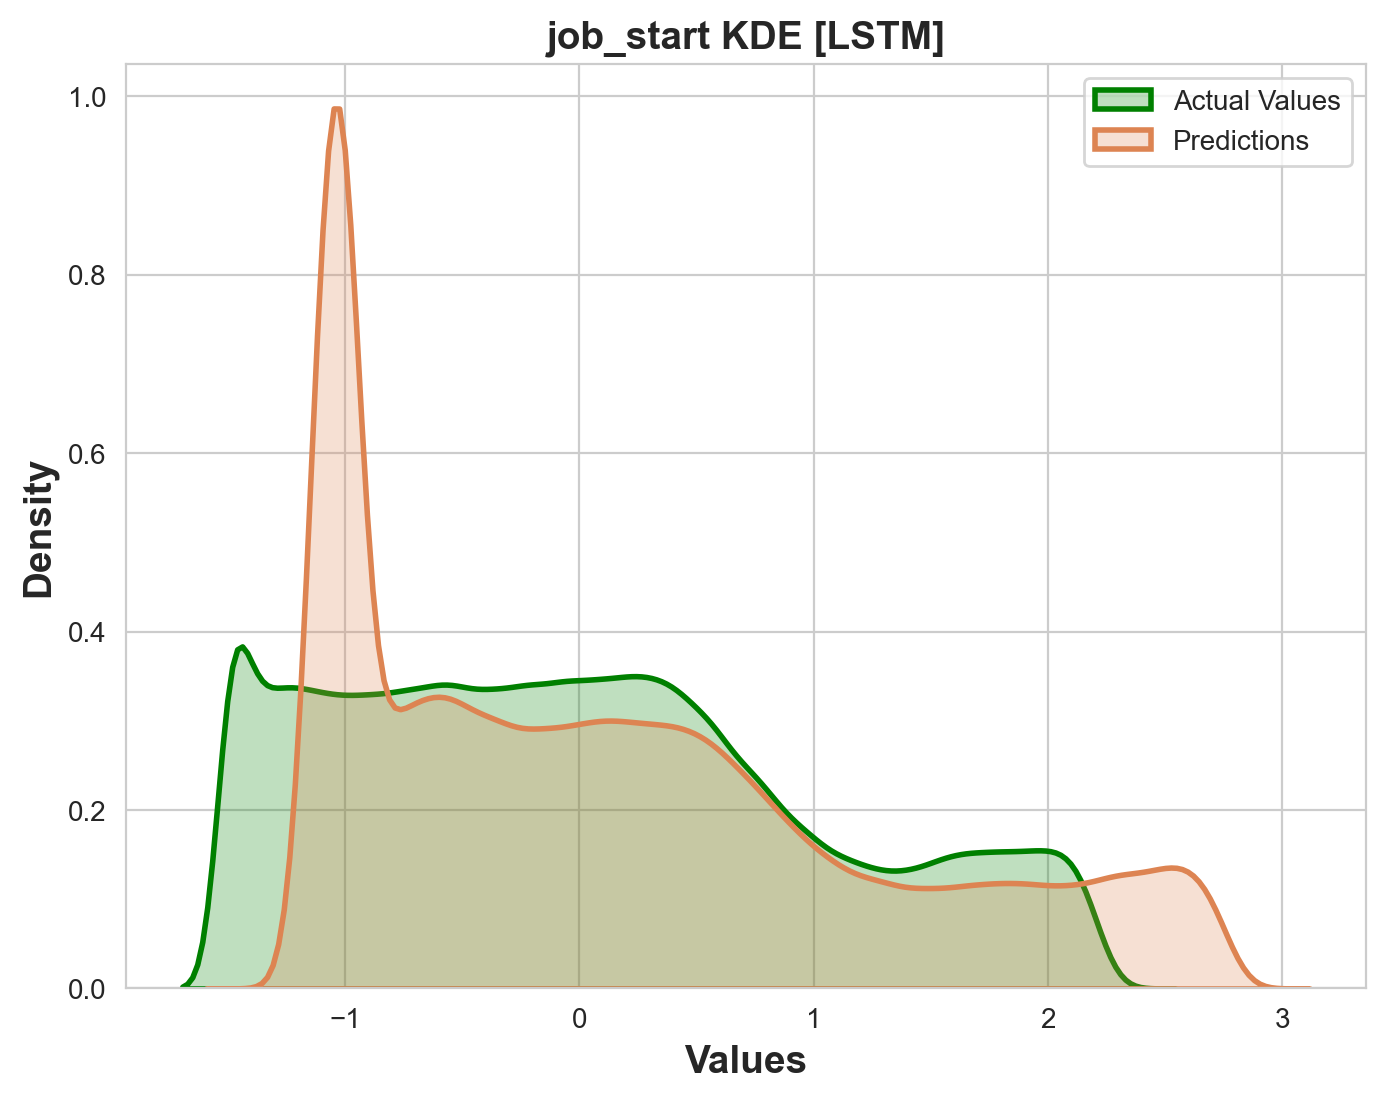 job_start KDE [LSTM]
Actual Values
Predictions
1.0
0.8
0.6
0.4
0.2
0.0
Density
−1
0
1
2
3
Values